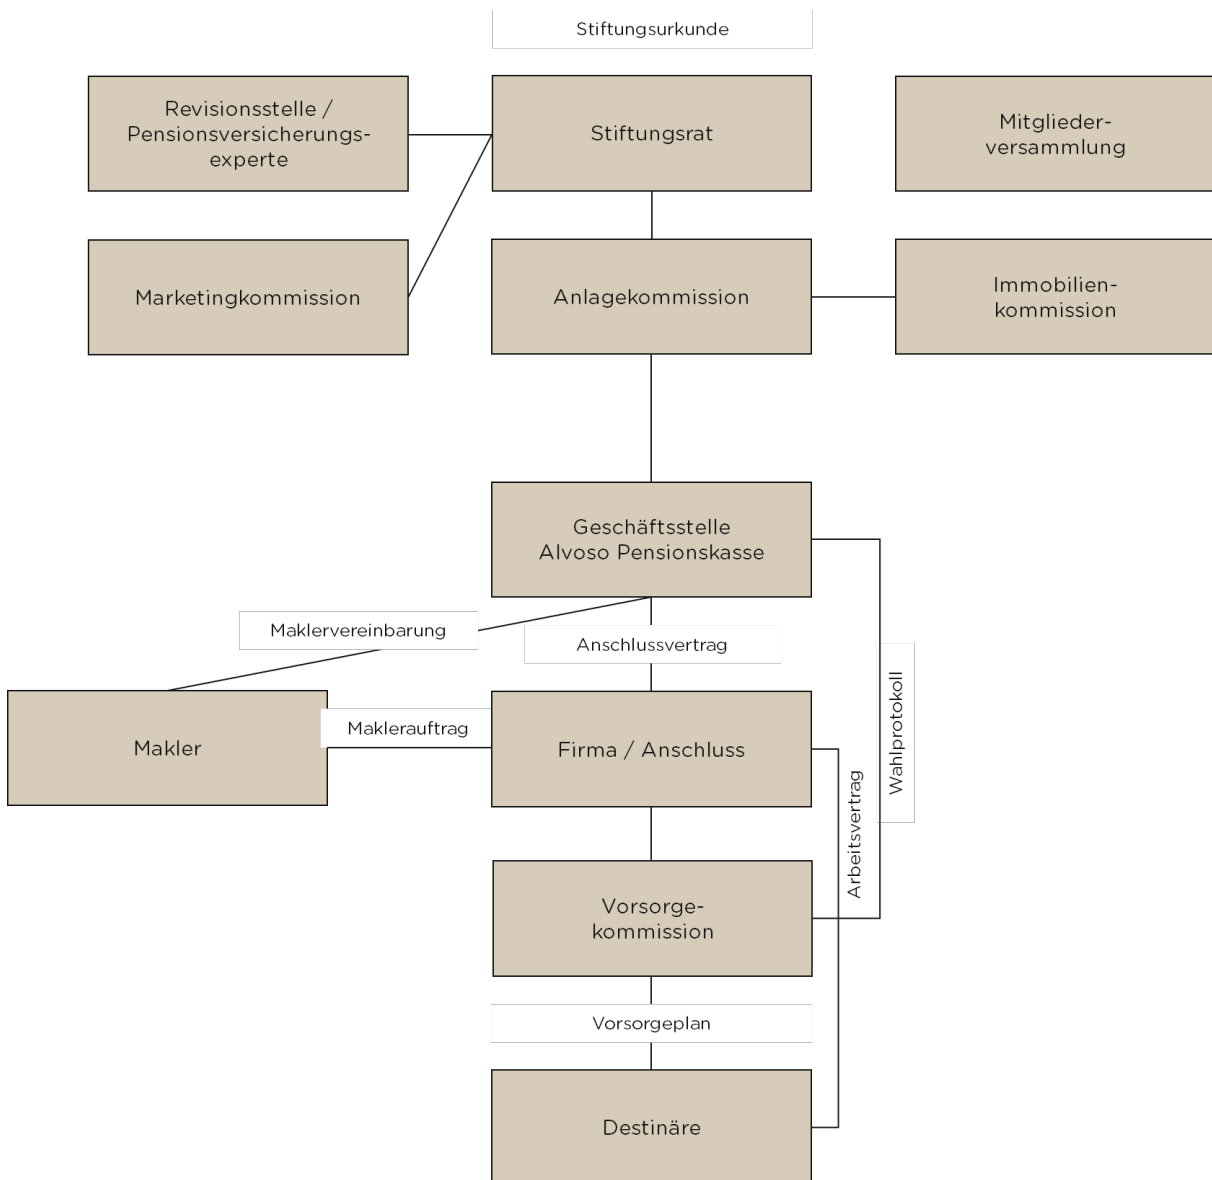 Stiftungsurkunde
Revisionsstelle /
Pensionsversicherungs-
experte
Stiftungsrat
Mitglieder-
versammlung
Marketingkommission
Anlagekommission
Immobilien-
kommission
Geschäftsstelle
Alvoso Pensionskasse
Maklervereinbarung
Anschlussvertrag
Makler
Maklerauftrag
Firma / Anschluss
Wahlprotokoll
Arbeitsvertrag
Vorsorge-
kommission
Vorsorgeplan
Destinäre